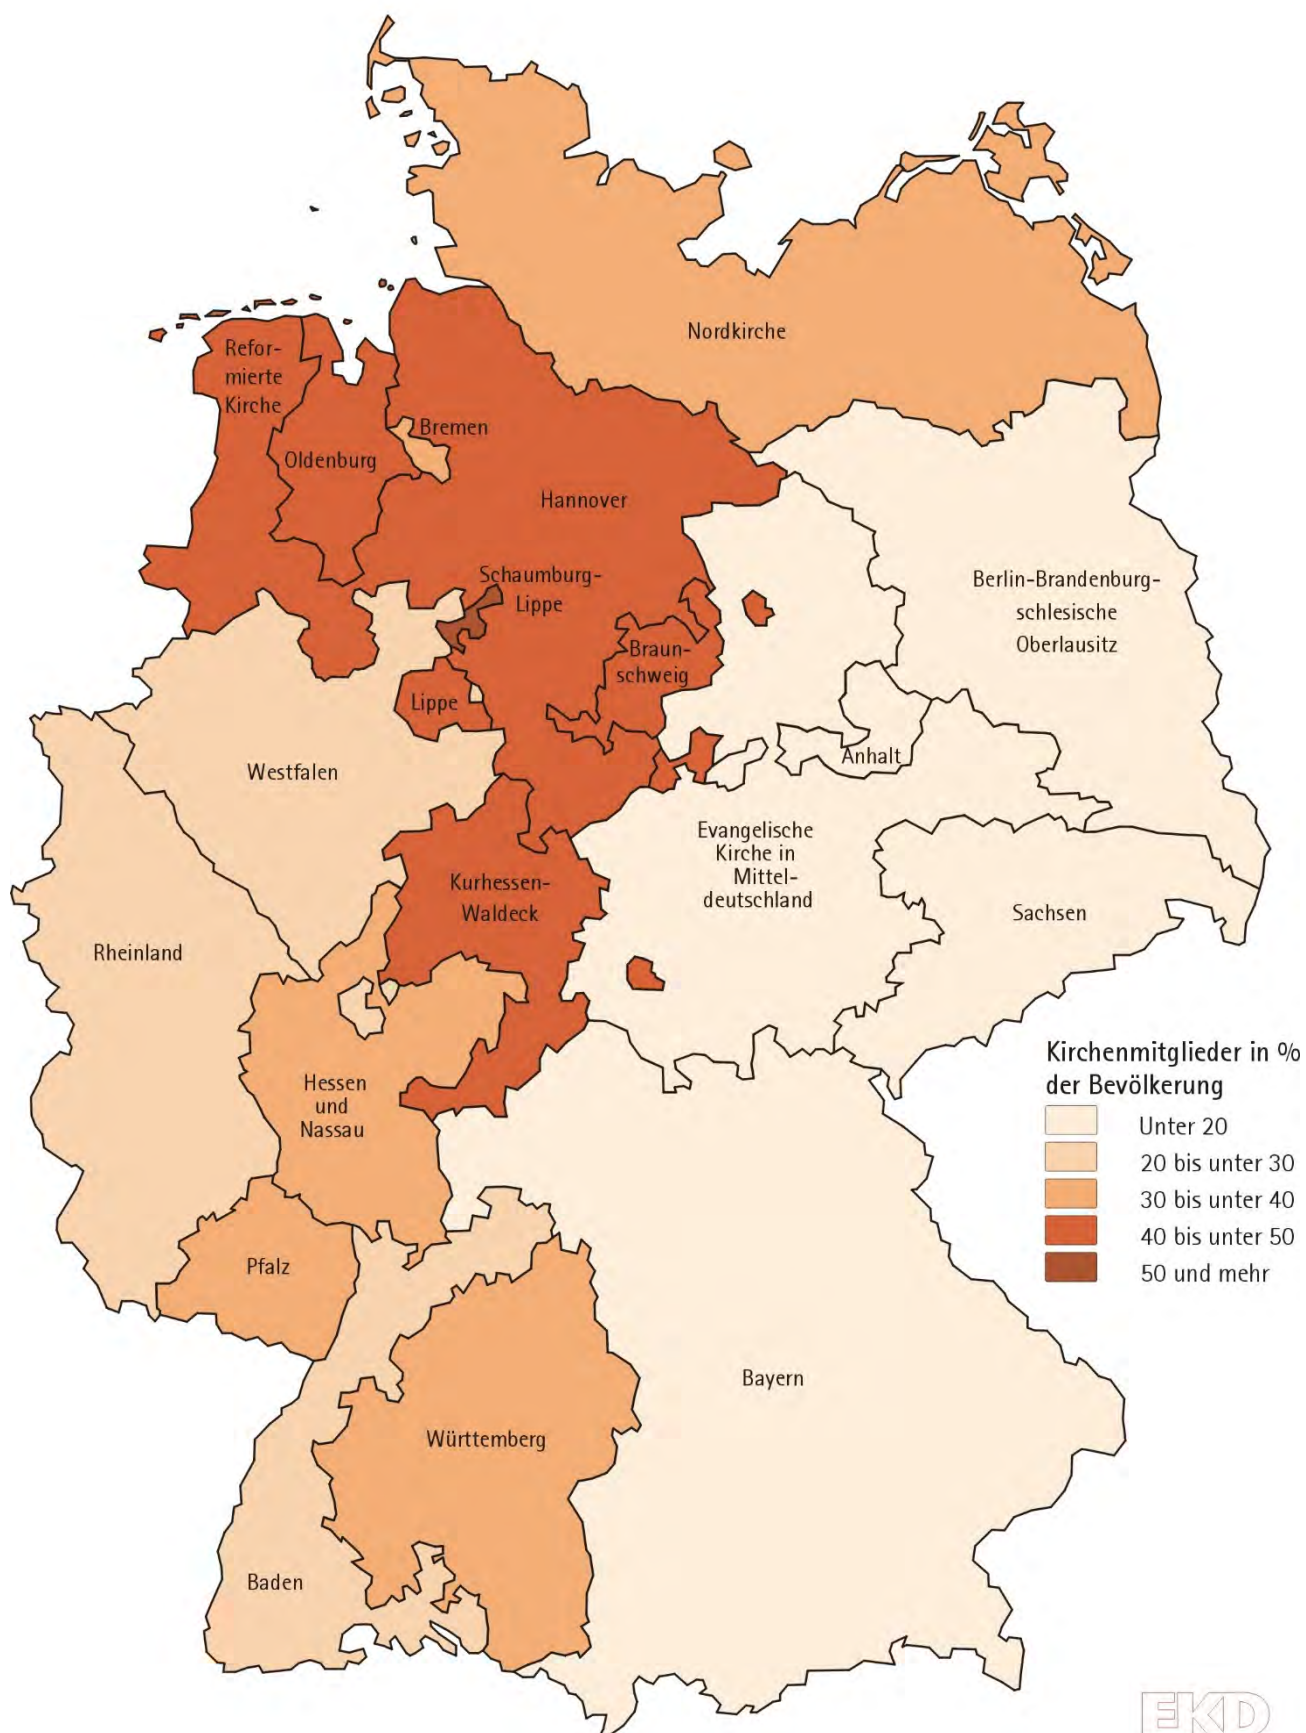 Nordkirche
Refor-
mierte
Kirche
Bremen
Oldenburg
Hannover
Schaumburg-
Lippe
Berlin-Brandenburg-
schlesische
Oberlausitz
Braun-
schweig
Lippe
Westfalen
Anhalt
Evangelische
Kirche in
Mittel-
deutschland
Kurhessen-
Waldeck
Sachsen
Rheinland
Hessen
und
Nassau
Kirchenmitglieder in %
der Bevölkerung
Unter 20
20 bis unter 30
30 bis unter 40
40 bis unter 50
50 und mehr
Pfalz
Bayern
Württemberg
Baden
EKD